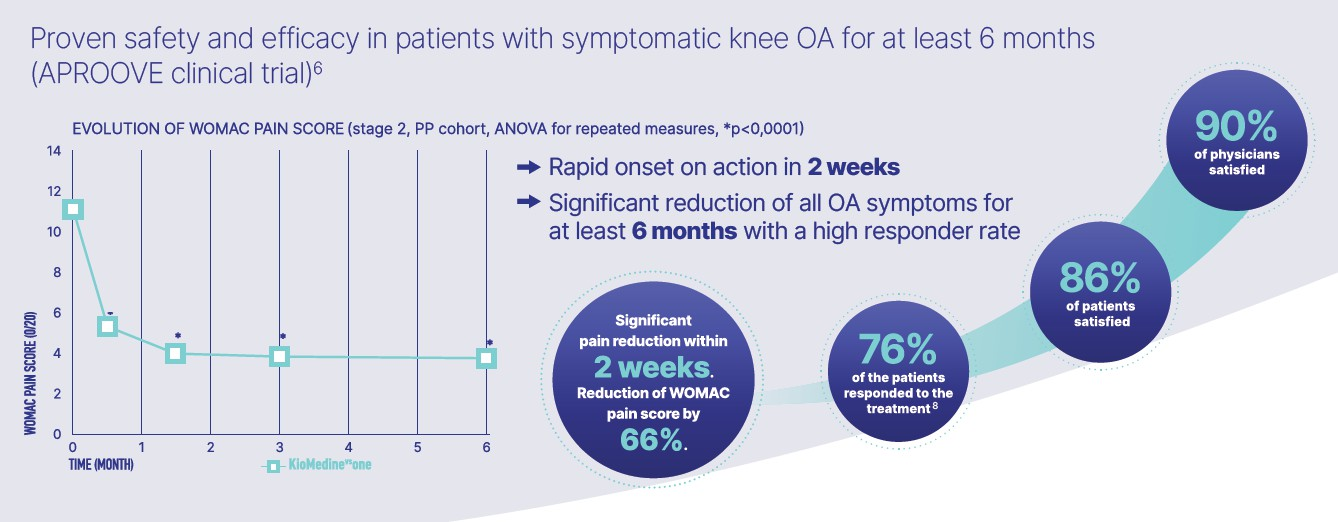 Proven safety and efficacy in patients with symptomatic knee OA for at least 6 months
(APROOVE clinical trial)6
EVOLUTION OF WOMAC PAIN SCORE (stage 2, PP cohort, ANOVA for repeated measures, *p<0,0001)
WOMAC PAIN SCORE (0/20)
14
12
10
8
6
4
2
0
*
*
*
*
0 1 2 3 4 5 6
TIME (MONTH)
KioMedinevsone
➡ Rapid onset on action in 2 weeks
➡ Significant reduction of all OA symptoms for
at least 6 months with a high responder rate
Significant
pain reduction within
2 weeks.
Reduction of WOMAC
pain score by
66%.
76%
of the patients
responded to the
treatment8
86%
of patients
satisfied
90%
of physicians
satisfied